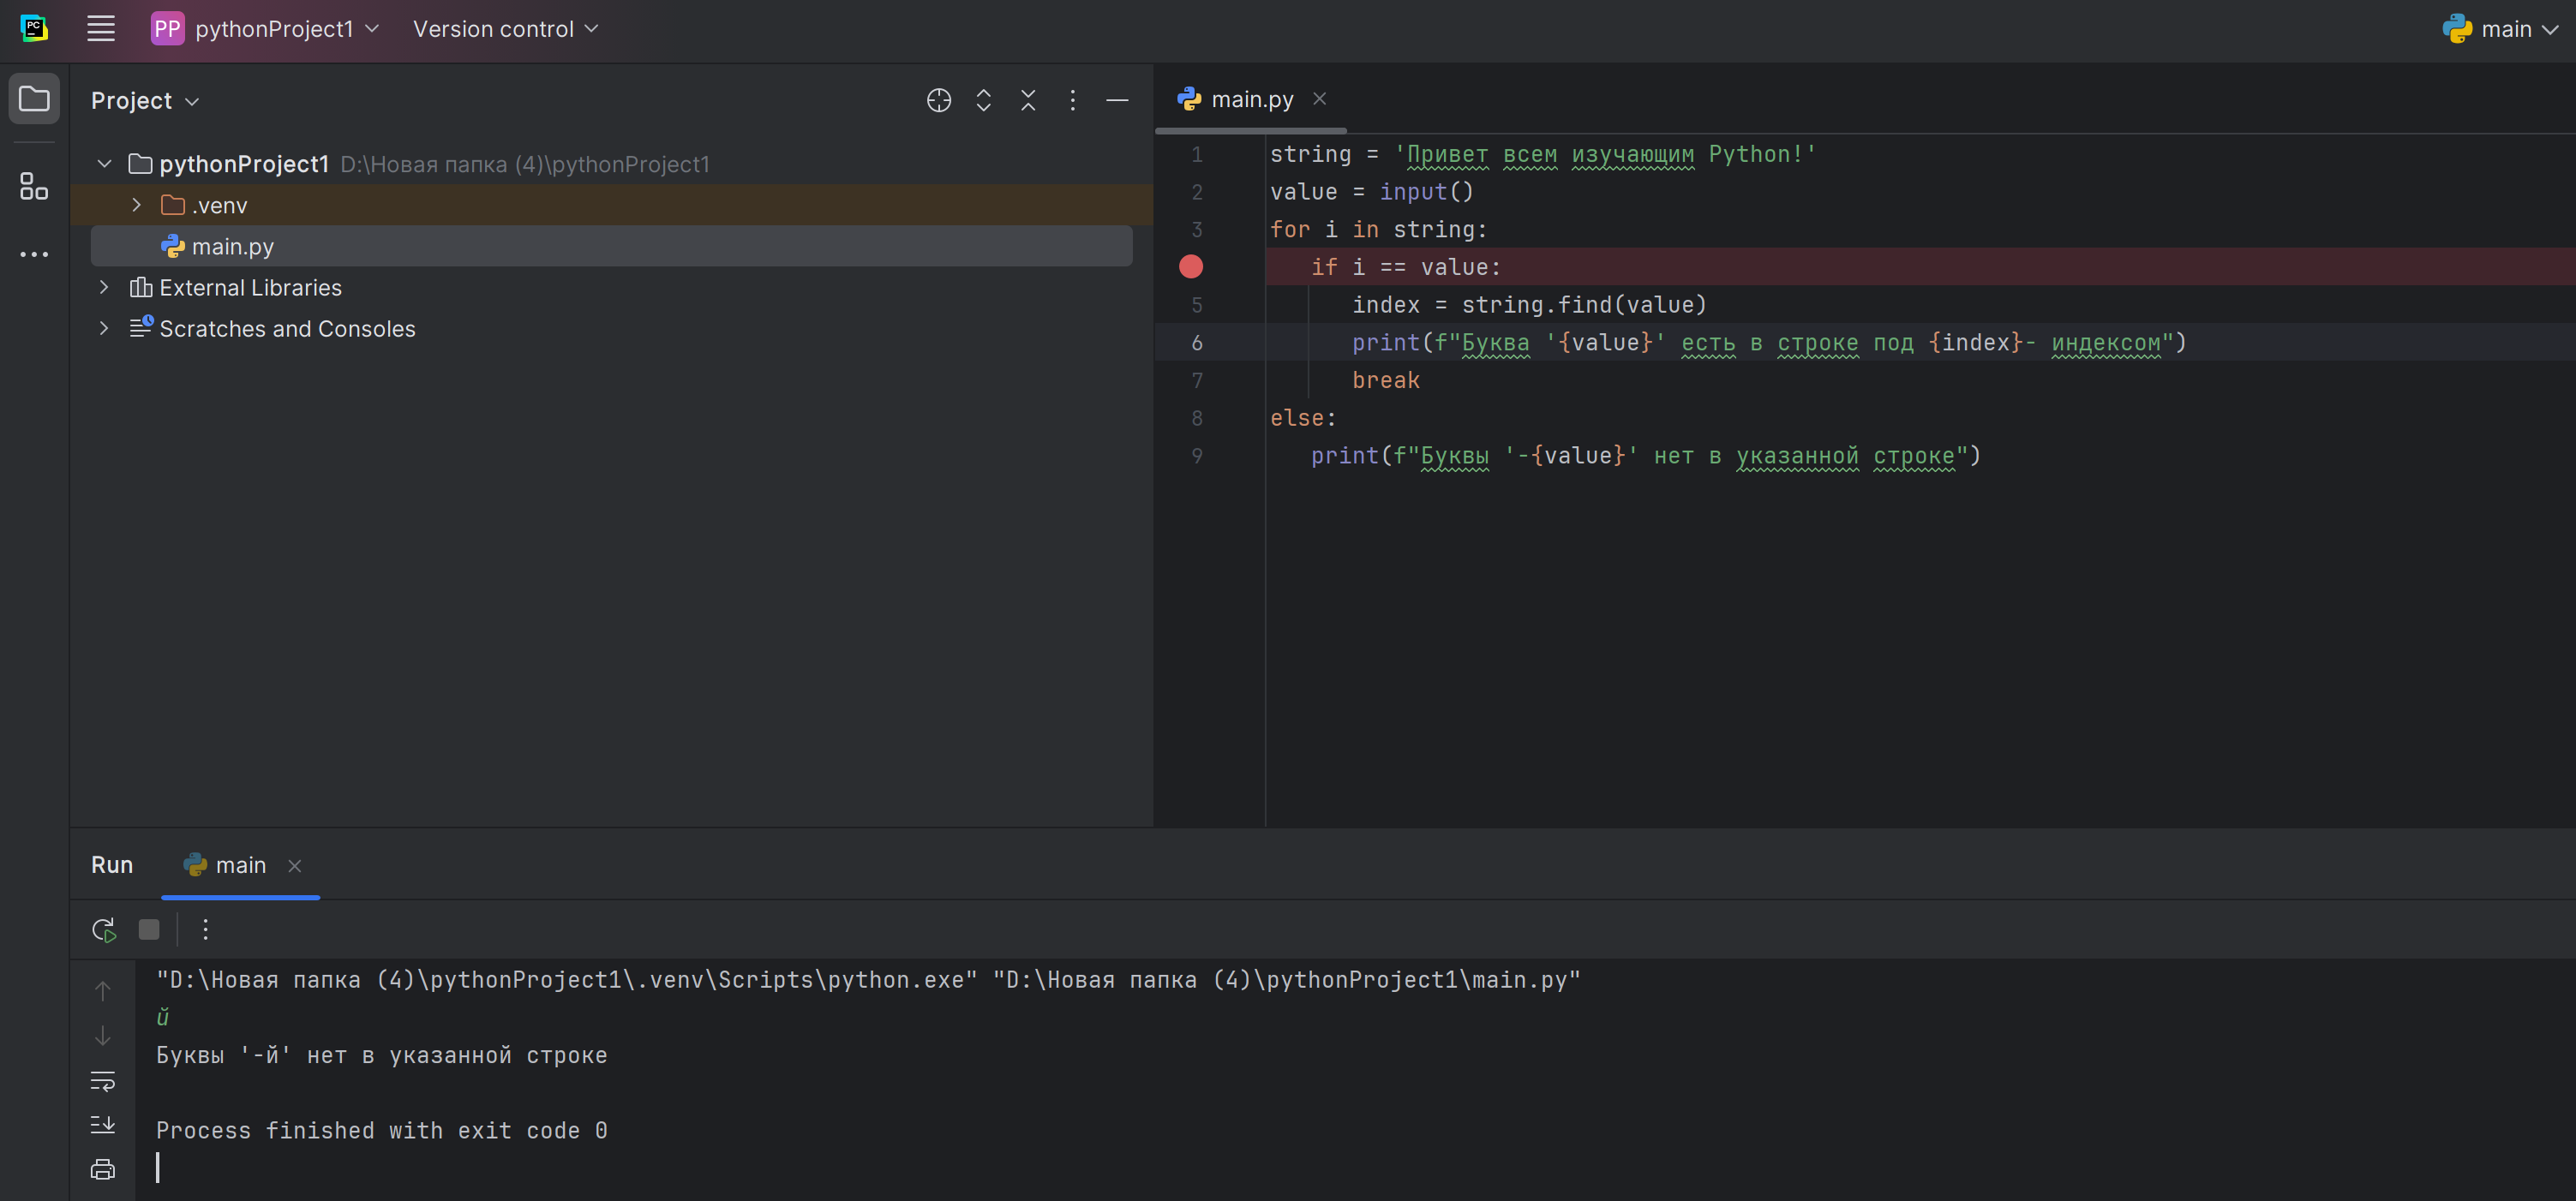 PC
PP pythonProject1
Version control
main
Project
pythonProject1 D:\Новая папка (4)\pythonProject1
.venv
main.py
External Libraries
Scratches and Consoles
main.py
1 string = 'Привет всем изучающим Python!'
2 value = input()
3 for i in string:
if i == value:
5 index = string.find(value)
6 print(f"Буква '{value}' есть в строке под {index}- индексом")
7 break
8 else:
9 print(f"Буквы '-{value}' нет в указанной строке")
Run main
"D:\Новая папка (4)\pythonProject1\.venv\Scripts\python.exe" "D:\Новая папка (4)\pythonProject1\main.py"
й
Буквы '-й' нет в указанной строке
Process finished with exit code 0